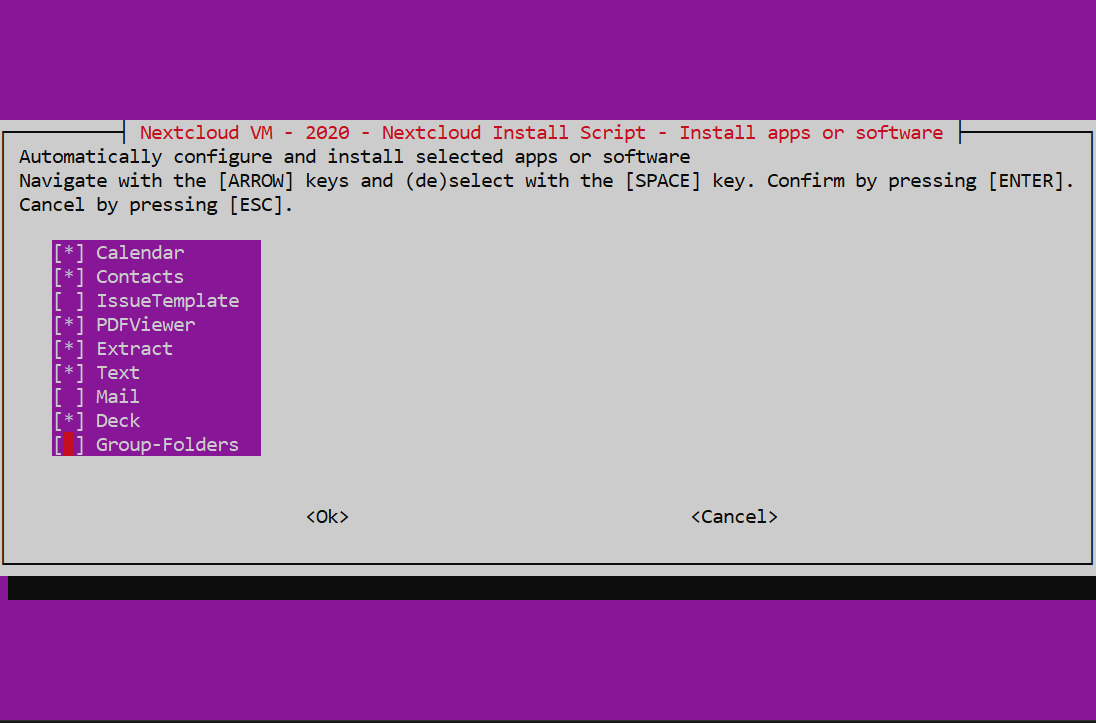 Nextcloud VM - 2020 - Nextcloud Install Script - Install apps or software
Automatically configure and install selected apps or software
Navigate with the [ARROW] keys and (de)select with the [SPACE] key. Confirm by pressing [ENTER].
Cancel by pressing [ESC].
[*] Calendar
[*] Contacts
[ ] IssueTemplate
[*] PDFViewer
[*] Extract
[*] Text
[ ] Mail
[*] Deck
[ ] Group-Folders
<Ok> <Cancel>